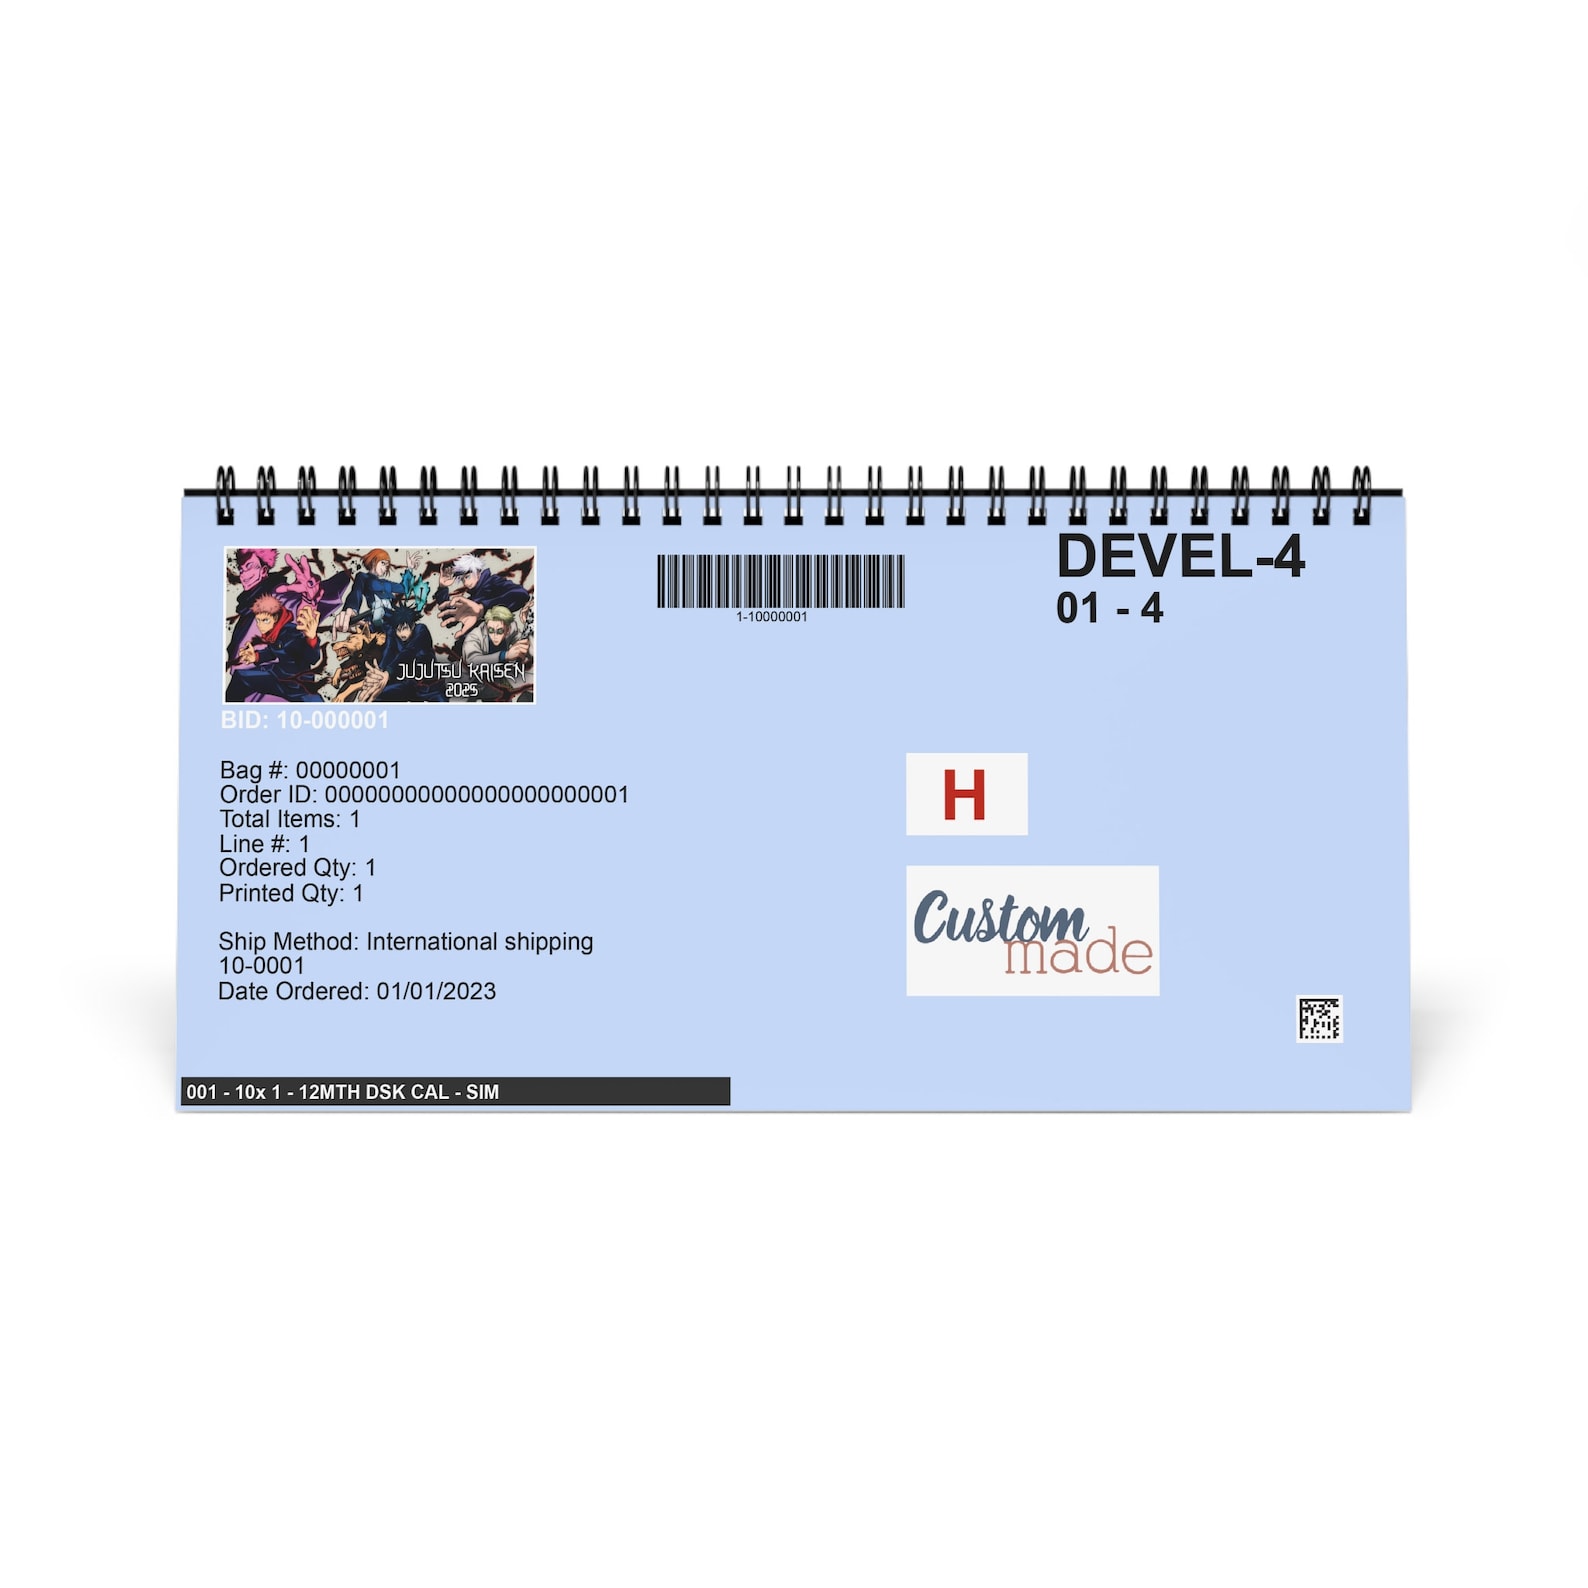 JUJUTSU KAISEN
2025
BID: 10-000001
1-10000001
DEVEL-4
01 - 4
Bag #: 00000001
Order ID: 00000000000000000000001
Total Items: 1
Line #: 1
Ordered Qty: 1
Printed Qty: 1
Ship Method: International shipping
10-0001
Date Ordered: 01/01/2023
H
Custom
made
001 - 10x 1 - 12MTH DSK CAL - SIM